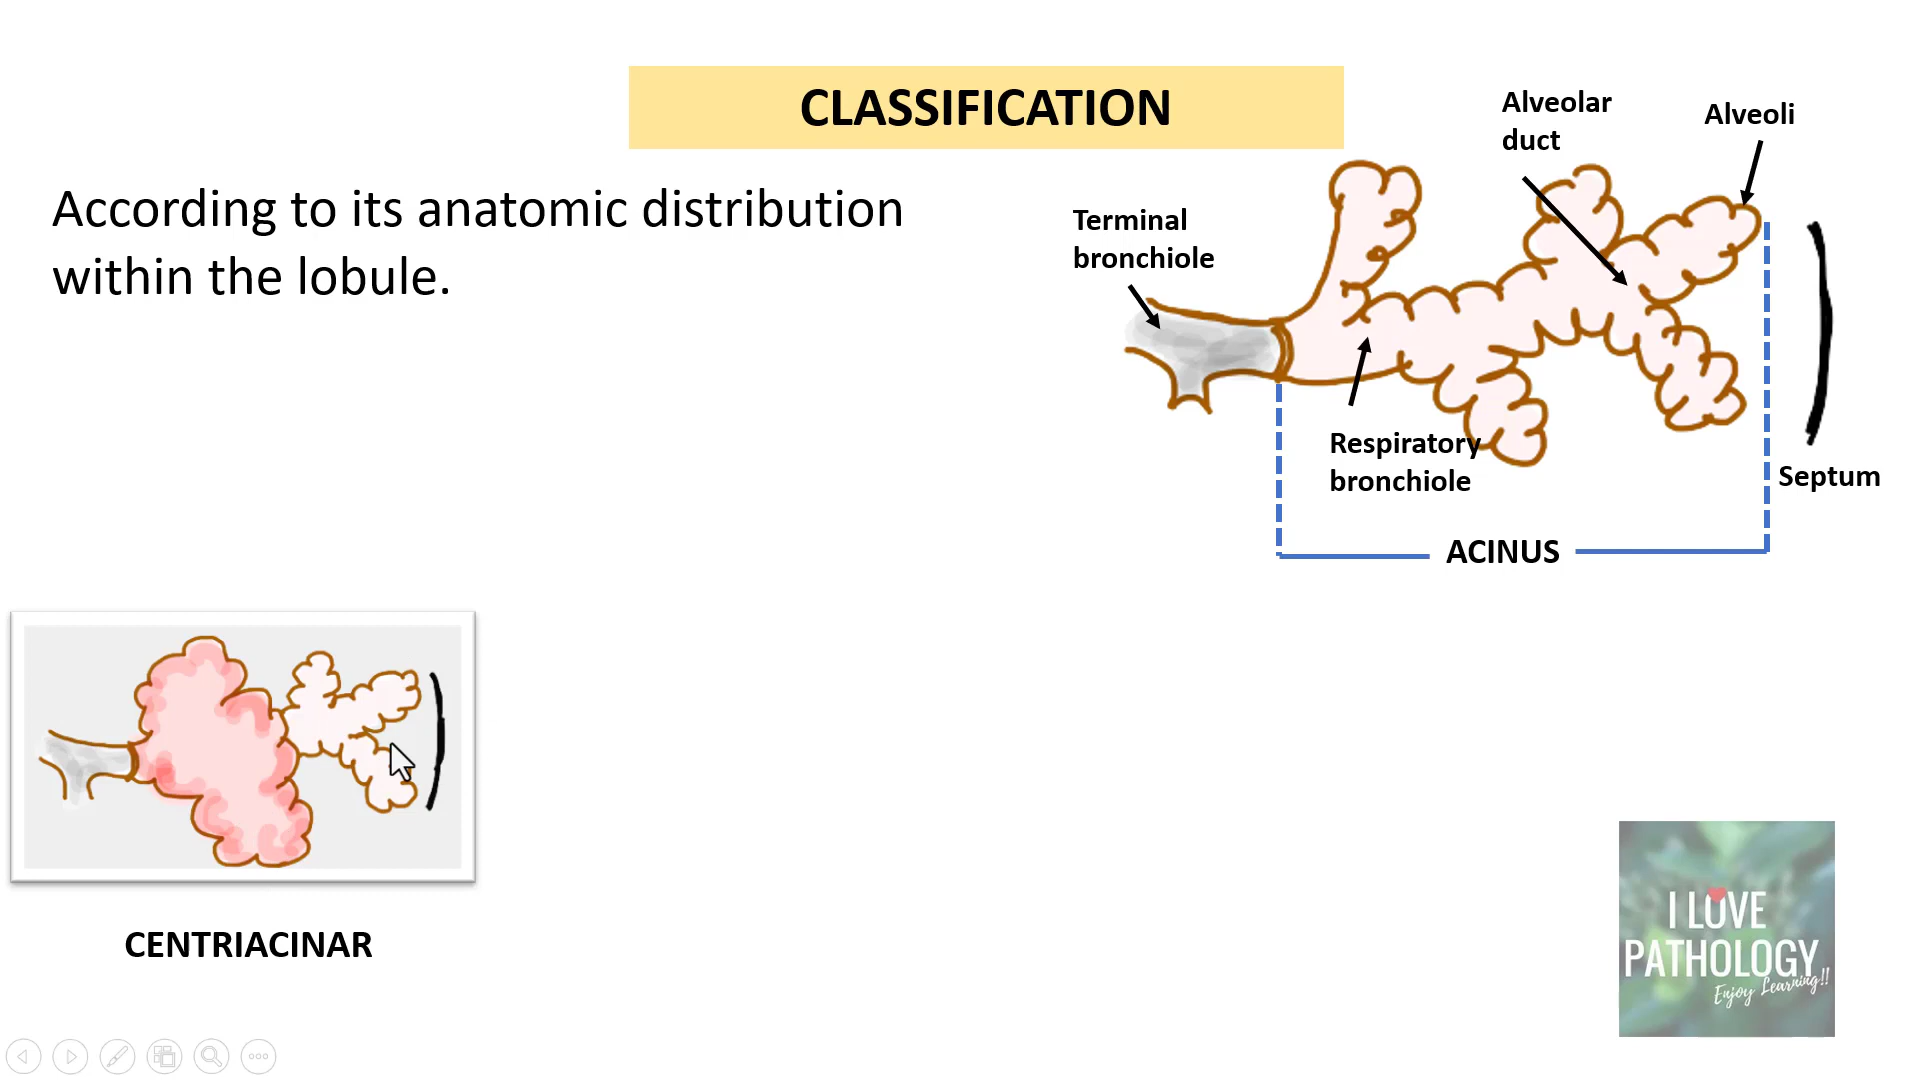 CLASSIFICATION
According to its anatomic distribution
within the lobule.
Terminal
bronchiole
Alveolar
duct
Alveoli
Respiratory
bronchiole
Septum
ACINUS
CENTRIACINAR
I LOVE
PATHOLOGY
Enjoy Learning!!